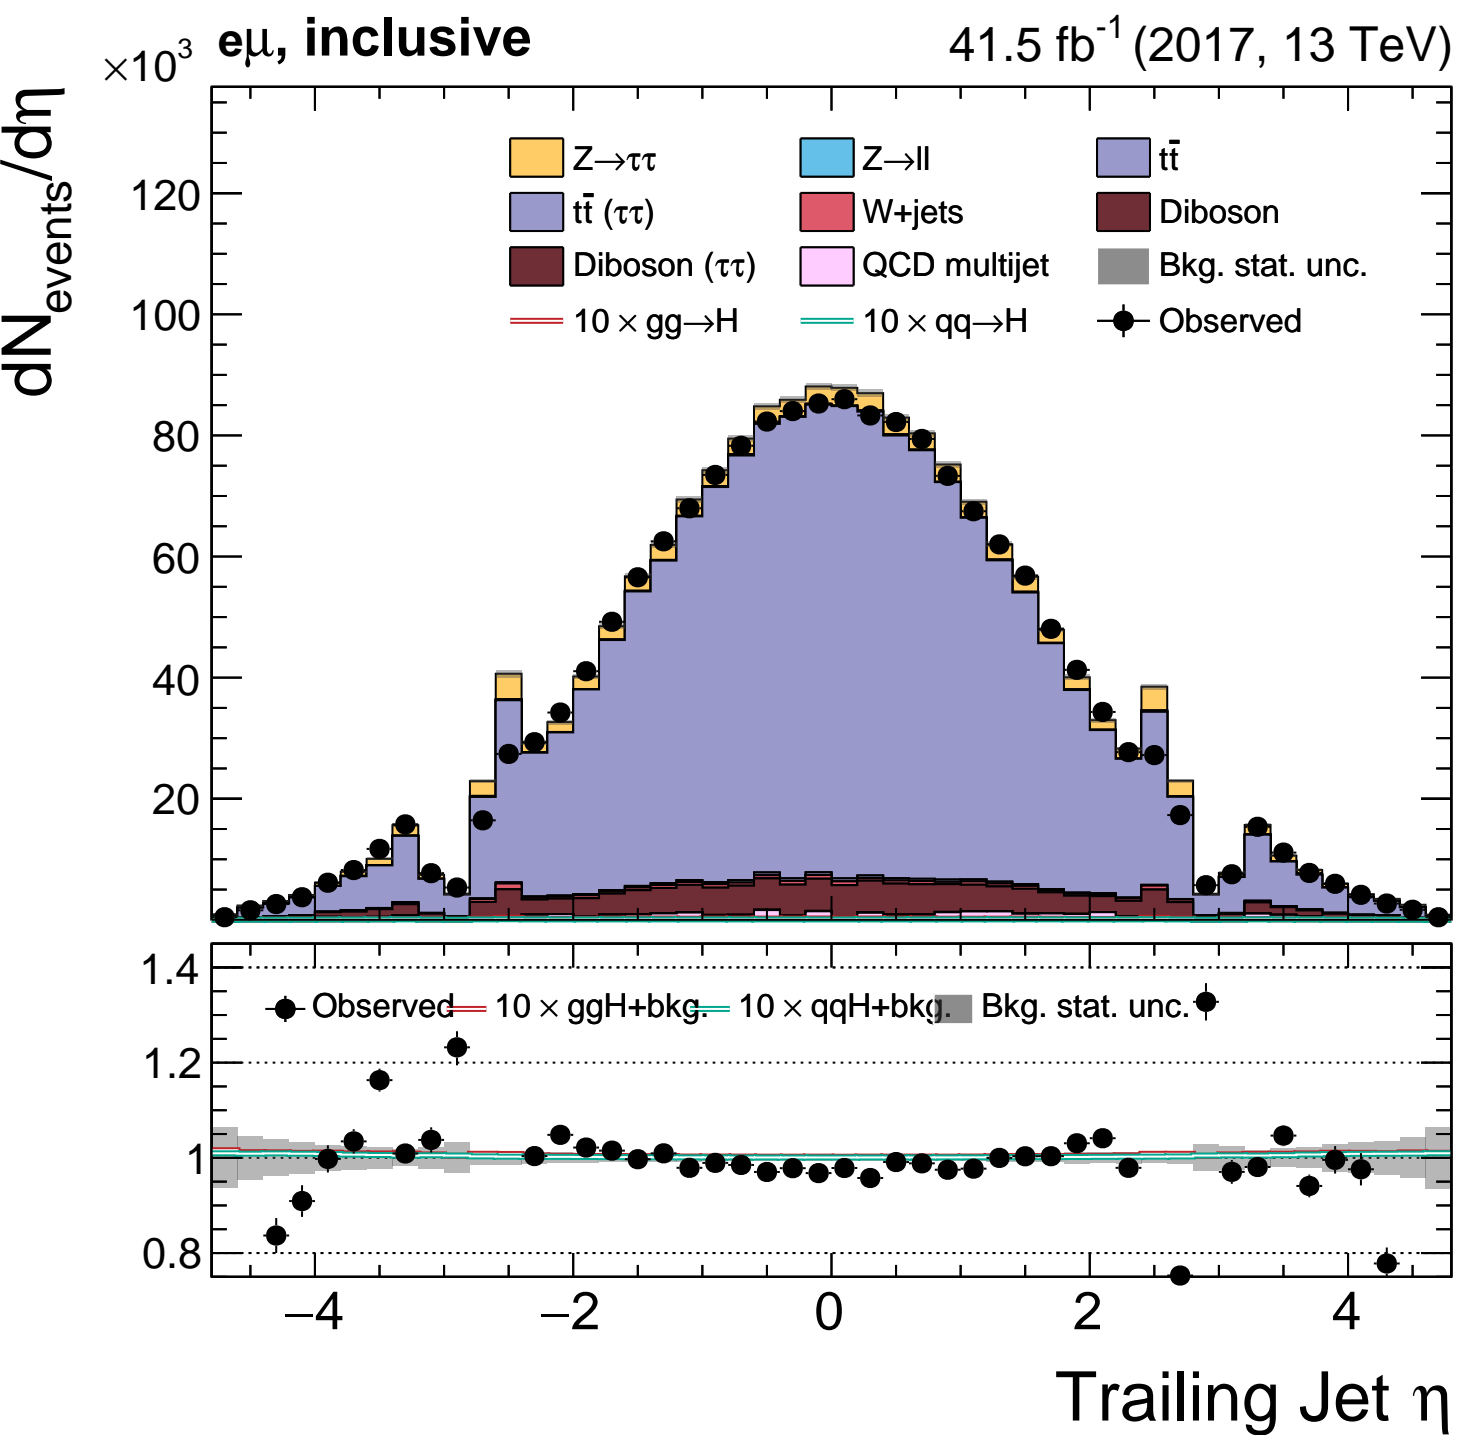 ×10³ eμ, inclusive 41.5 fb⁻¹ (2017, 13 TeV)
dN_events/dη
Z→ττ Z→ll tt̄
tt̄ (ττ) W+jets Diboson
Diboson (ττ) QCD multijet Bkg. stat. unc.
10 × gg→H 10 × qq→H Observed
120
100
80
60
40
20
1.4
Observed 10 × ggH+bkg. 10 × qqH+bkg. Bkg. stat. unc.
1.2
1
0.8
−4 −2 0 2 4
Trailing Jet η